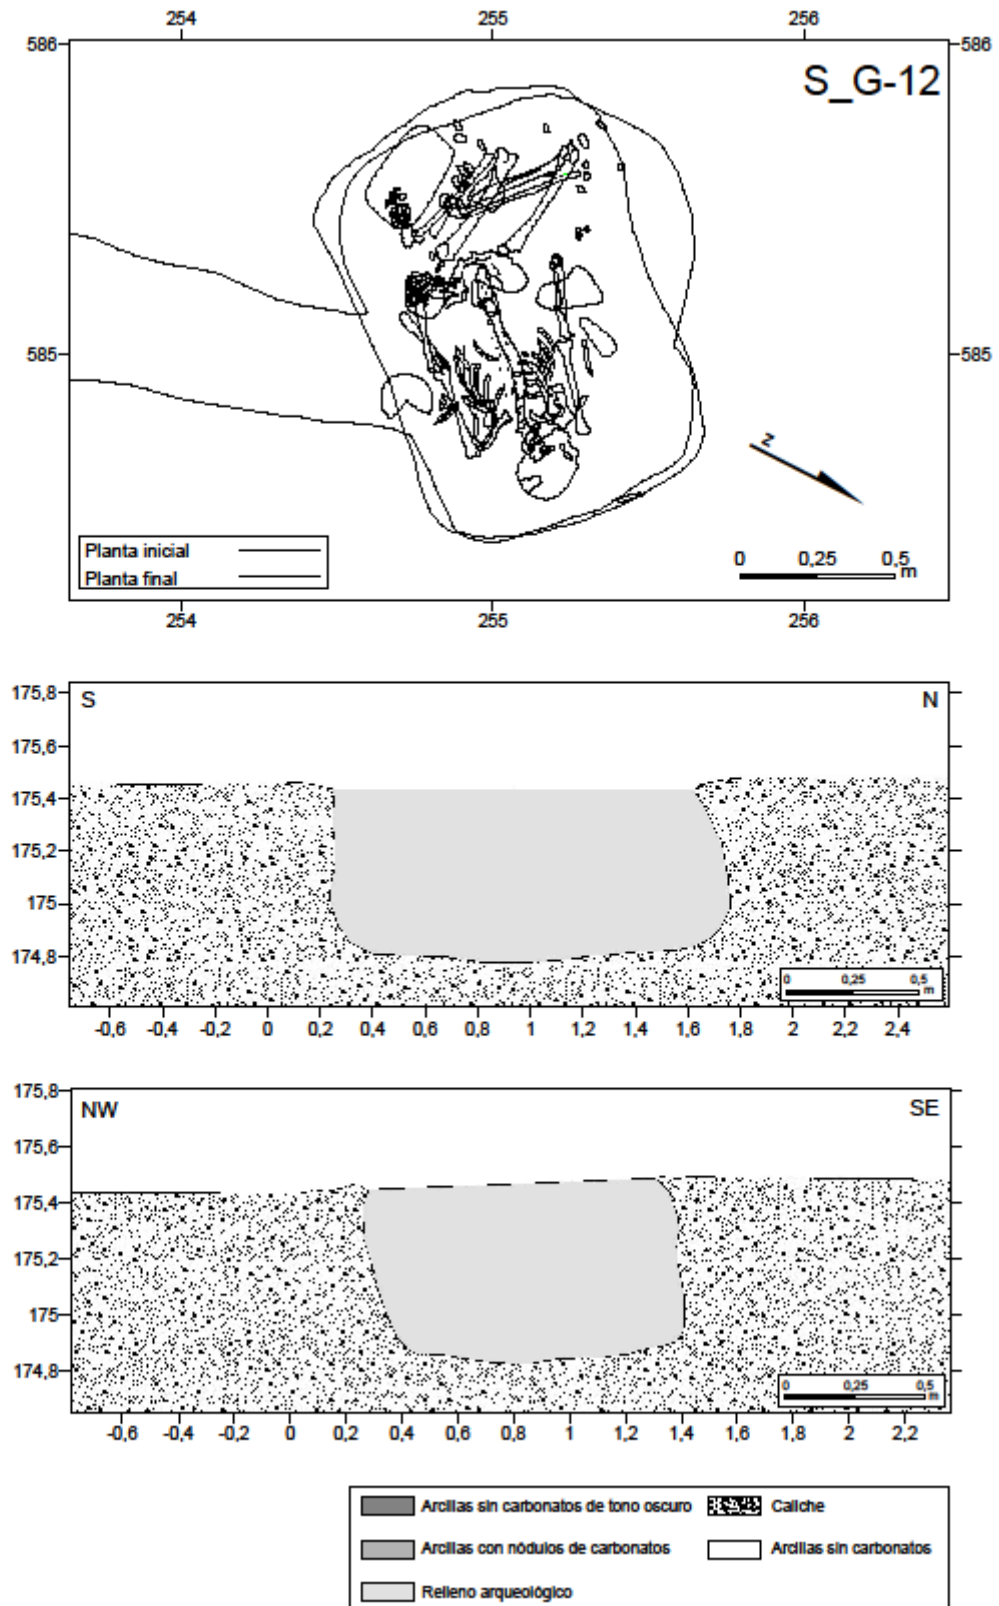 254 255 256
586 586
S_G-12
585 585
z
Planta inicial
Planta final
0 0,25 0,5
m
254 255 256
175,8
S N
175,6
175,4
175,2
175
174,8
0 0,25 0,5
m
-0,6 -0,4 -0,2 0 0,2 0,4 0,6 0,8 1 1,2 1,4 1,6 1,8 2 2,2 2,4
175,8
NW SE
175,6
175,4
175,2
175
174,8
0 0,25 0,5
m
-0,6 -0,4 -0,2 0 0,2 0,4 0,6 0,8 1 1,2 1,4 1,6 1,8 2 2,2
Arcillas sin carbonatos de tono oscuro Caliche
Arcillas con nódulos de carbonatos Arcillas sin carbonatos
Relleno arqueológico